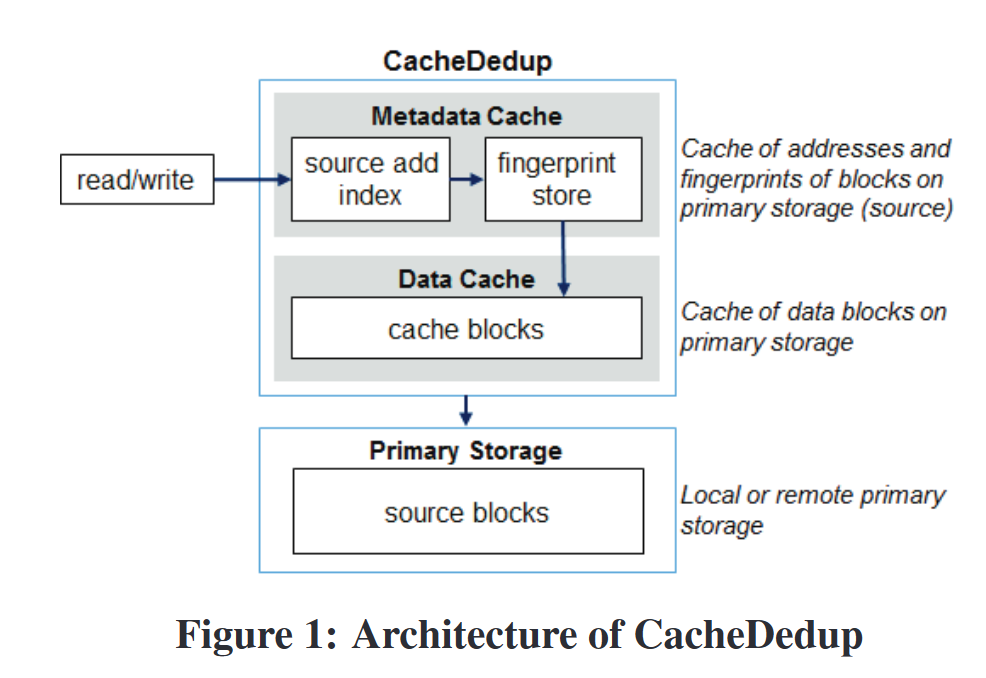 CacheDedup
Metadata Cache
read/write
source add
index
fingerprint
store
Cache of addresses and
fingerprints of blocks on
primary storage (source)
Data Cache
cache blocks
Cache of data blocks on
primary storage
Primary Storage
source blocks
Local or remote primary
storage
Figure 1: Architecture of CacheDedup